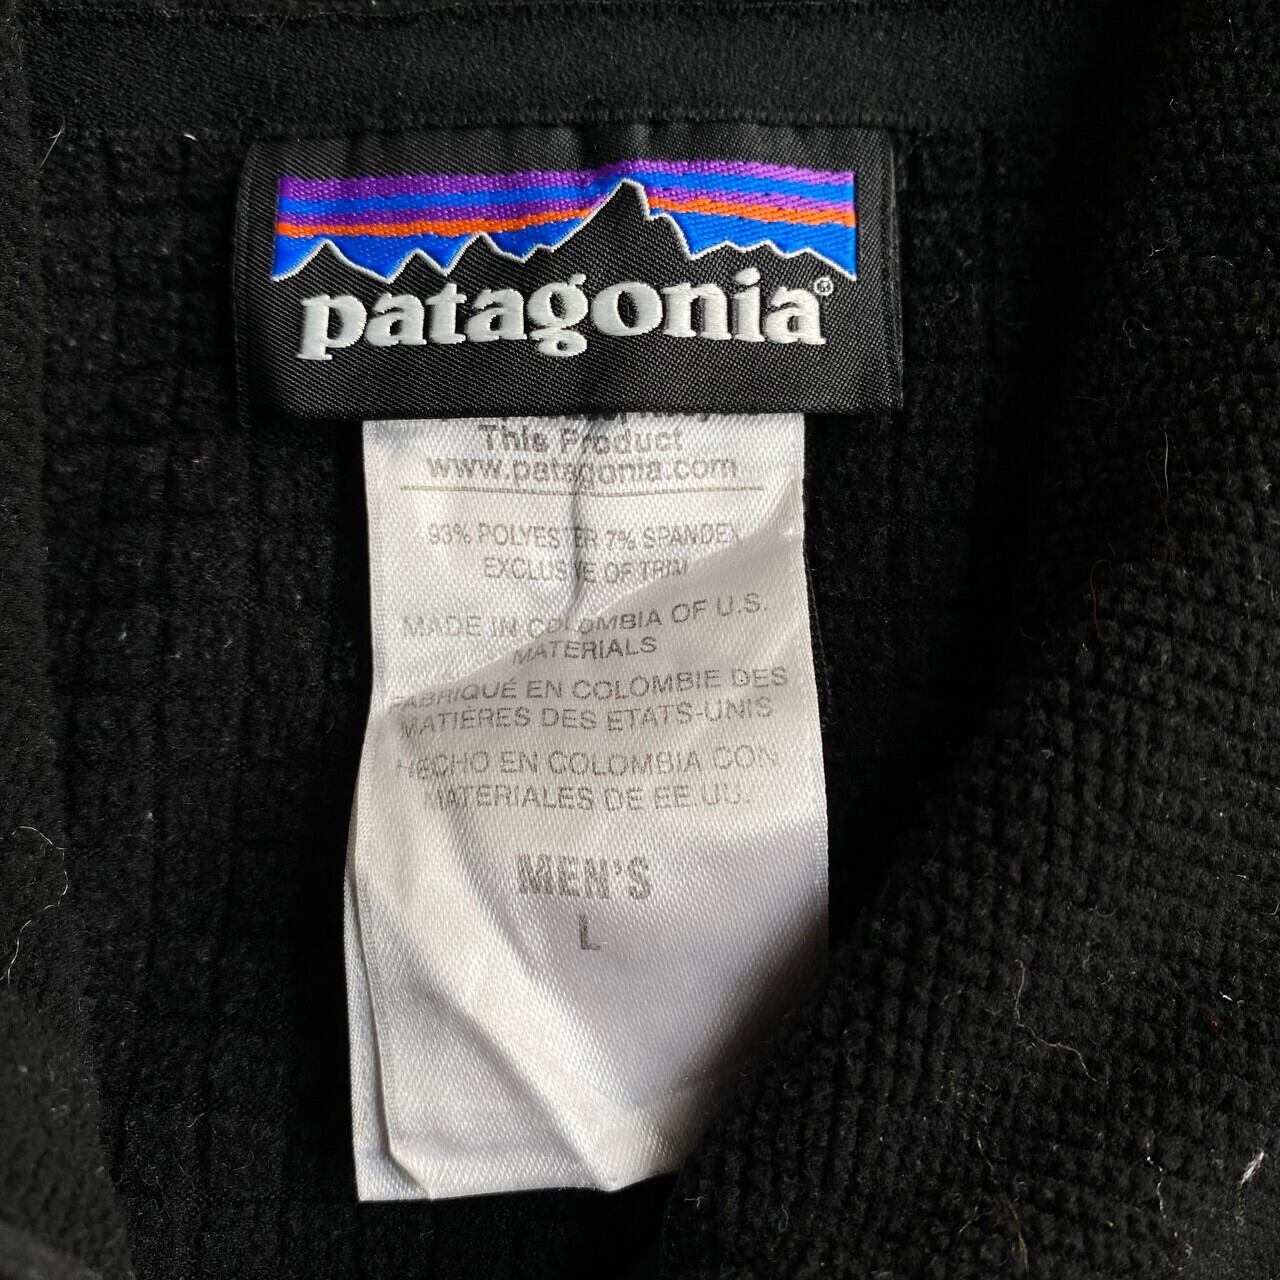 patagonia®
This Product
www.patagonia.com
93% POLYESTER 7% SPANDEX
EXCLUSIVE OF TRIM
MADE IN COLOMBIA OF U.S.
MATERIALS
FABRIQUÉ EN COLOMBIE DES
MATIÈRES DES ETATS-UNIS
HECHO EN COLOMBIA CON
MATERIALES DE EE.UU.
MEN'S
L